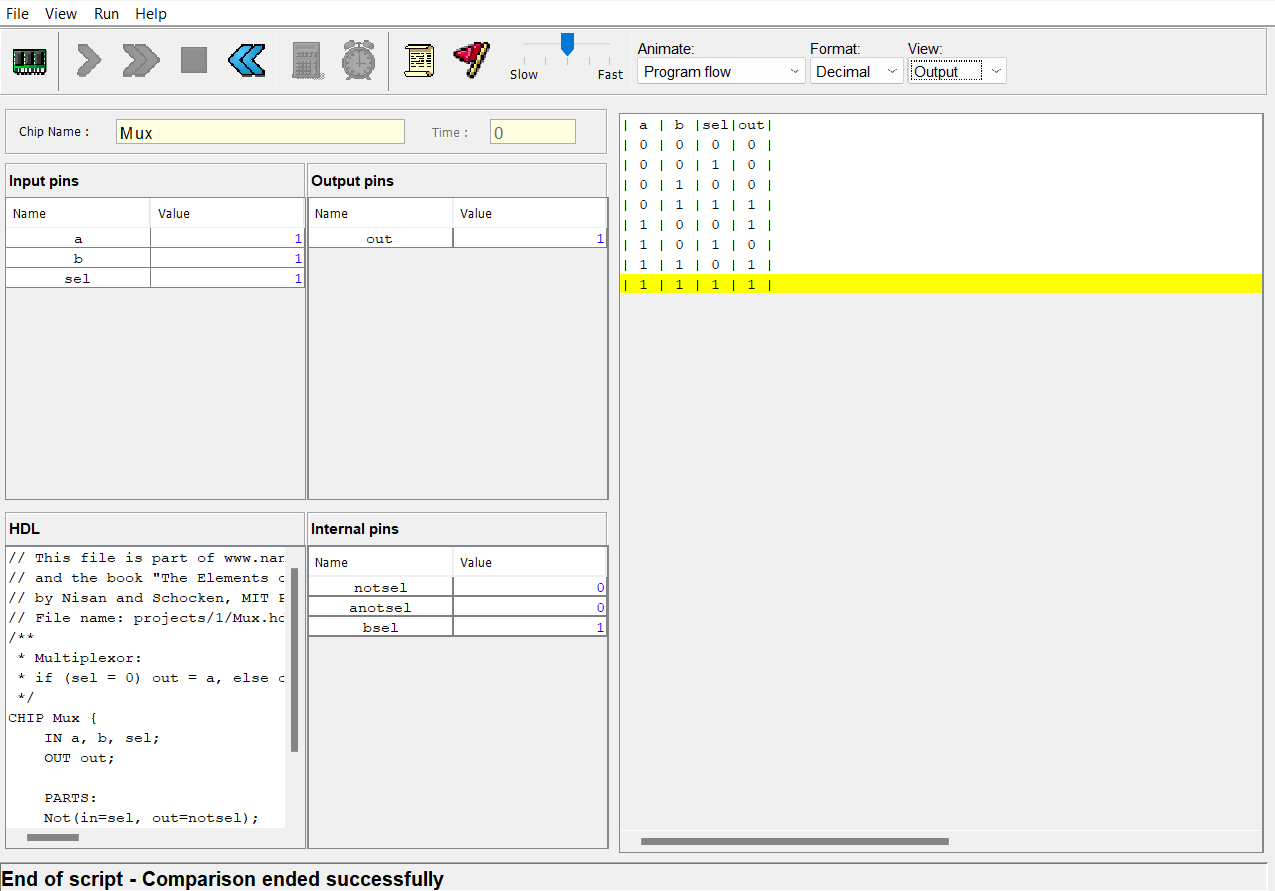 File View Run Help
Animate: Format: View:
Slow Fast Program flow Decimal Output
Chip Name : Mux Time : 0
Input pins
Name Value
a 1
b 1
sel 1
Output pins
Name Value
out 1
| a | b |sel|out|
| 0 | 0 | 0 | 0 |
| 0 | 0 | 1 | 0 |
| 0 | 1 | 0 | 0 |
| 0 | 1 | 1 | 1 |
| 1 | 0 | 0 | 1 |
| 1 | 0 | 1 | 0 |
| 1 | 1 | 0 | 1 |
| 1 | 1 | 1 | 1 |
HDL
// This file is part of www.nan
// and the book "The Elements o
// by Nisan and Schocken, MIT P
// File name: projects/1/Mux.hd
/**
* Multiplexor:
* if (sel = 0) out = a, else o
*/
CHIP Mux {
IN a, b, sel;
OUT out;
PARTS:
Not(in=sel, out=notsel);
Internal pins
Name Value
notsel 0
anotsel 0
bsel 1
End of script - Comparison ended successfully